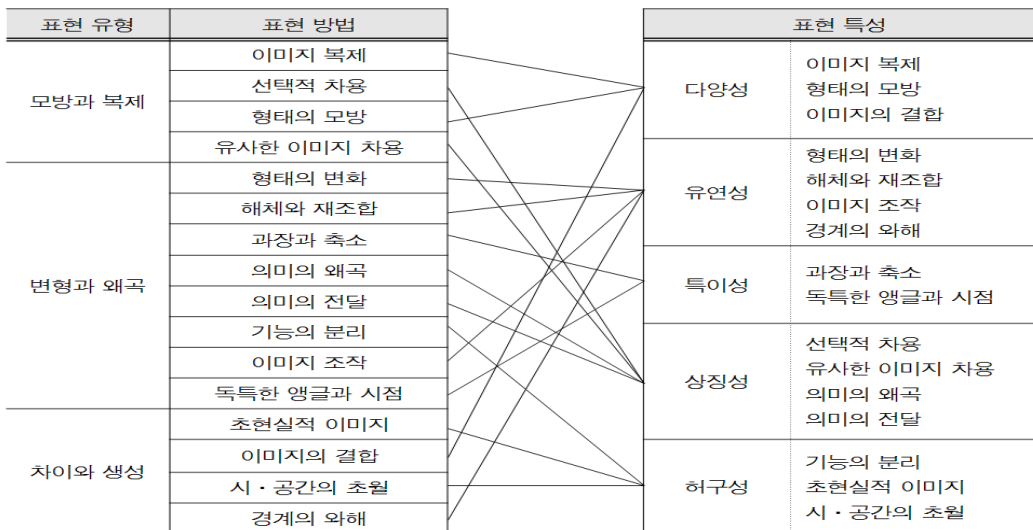 표현 유형 표현 방법
모방과 복제
이미지 복제
선택적 차용
형태의 모방
유사한 이미지 차용
변형과 왜곡
형태의 변화
해체와 재조합
과장과 축소
의미의 왜곡
의미의 전달
기능의 분리
이미지 조작
독특한 앵글과 시점
차이와 생성
초현실적 이미지
이미지의 결합
시・공간의 초월
경계의 와해
표현 특성
다양성
이미지 복제
형태의 모방
이미지의 결합
유연성
형태의 변화
해체와 재조합
이미지 조작
경계의 와해
특이성
과장과 축소
독특한 앵글과 시점
상징성
선택적 차용
유사한 이미지 차용
의미의 왜곡
의미의 전달
허구성
기능의 분리
초현실적 이미지
시・공간의 초월